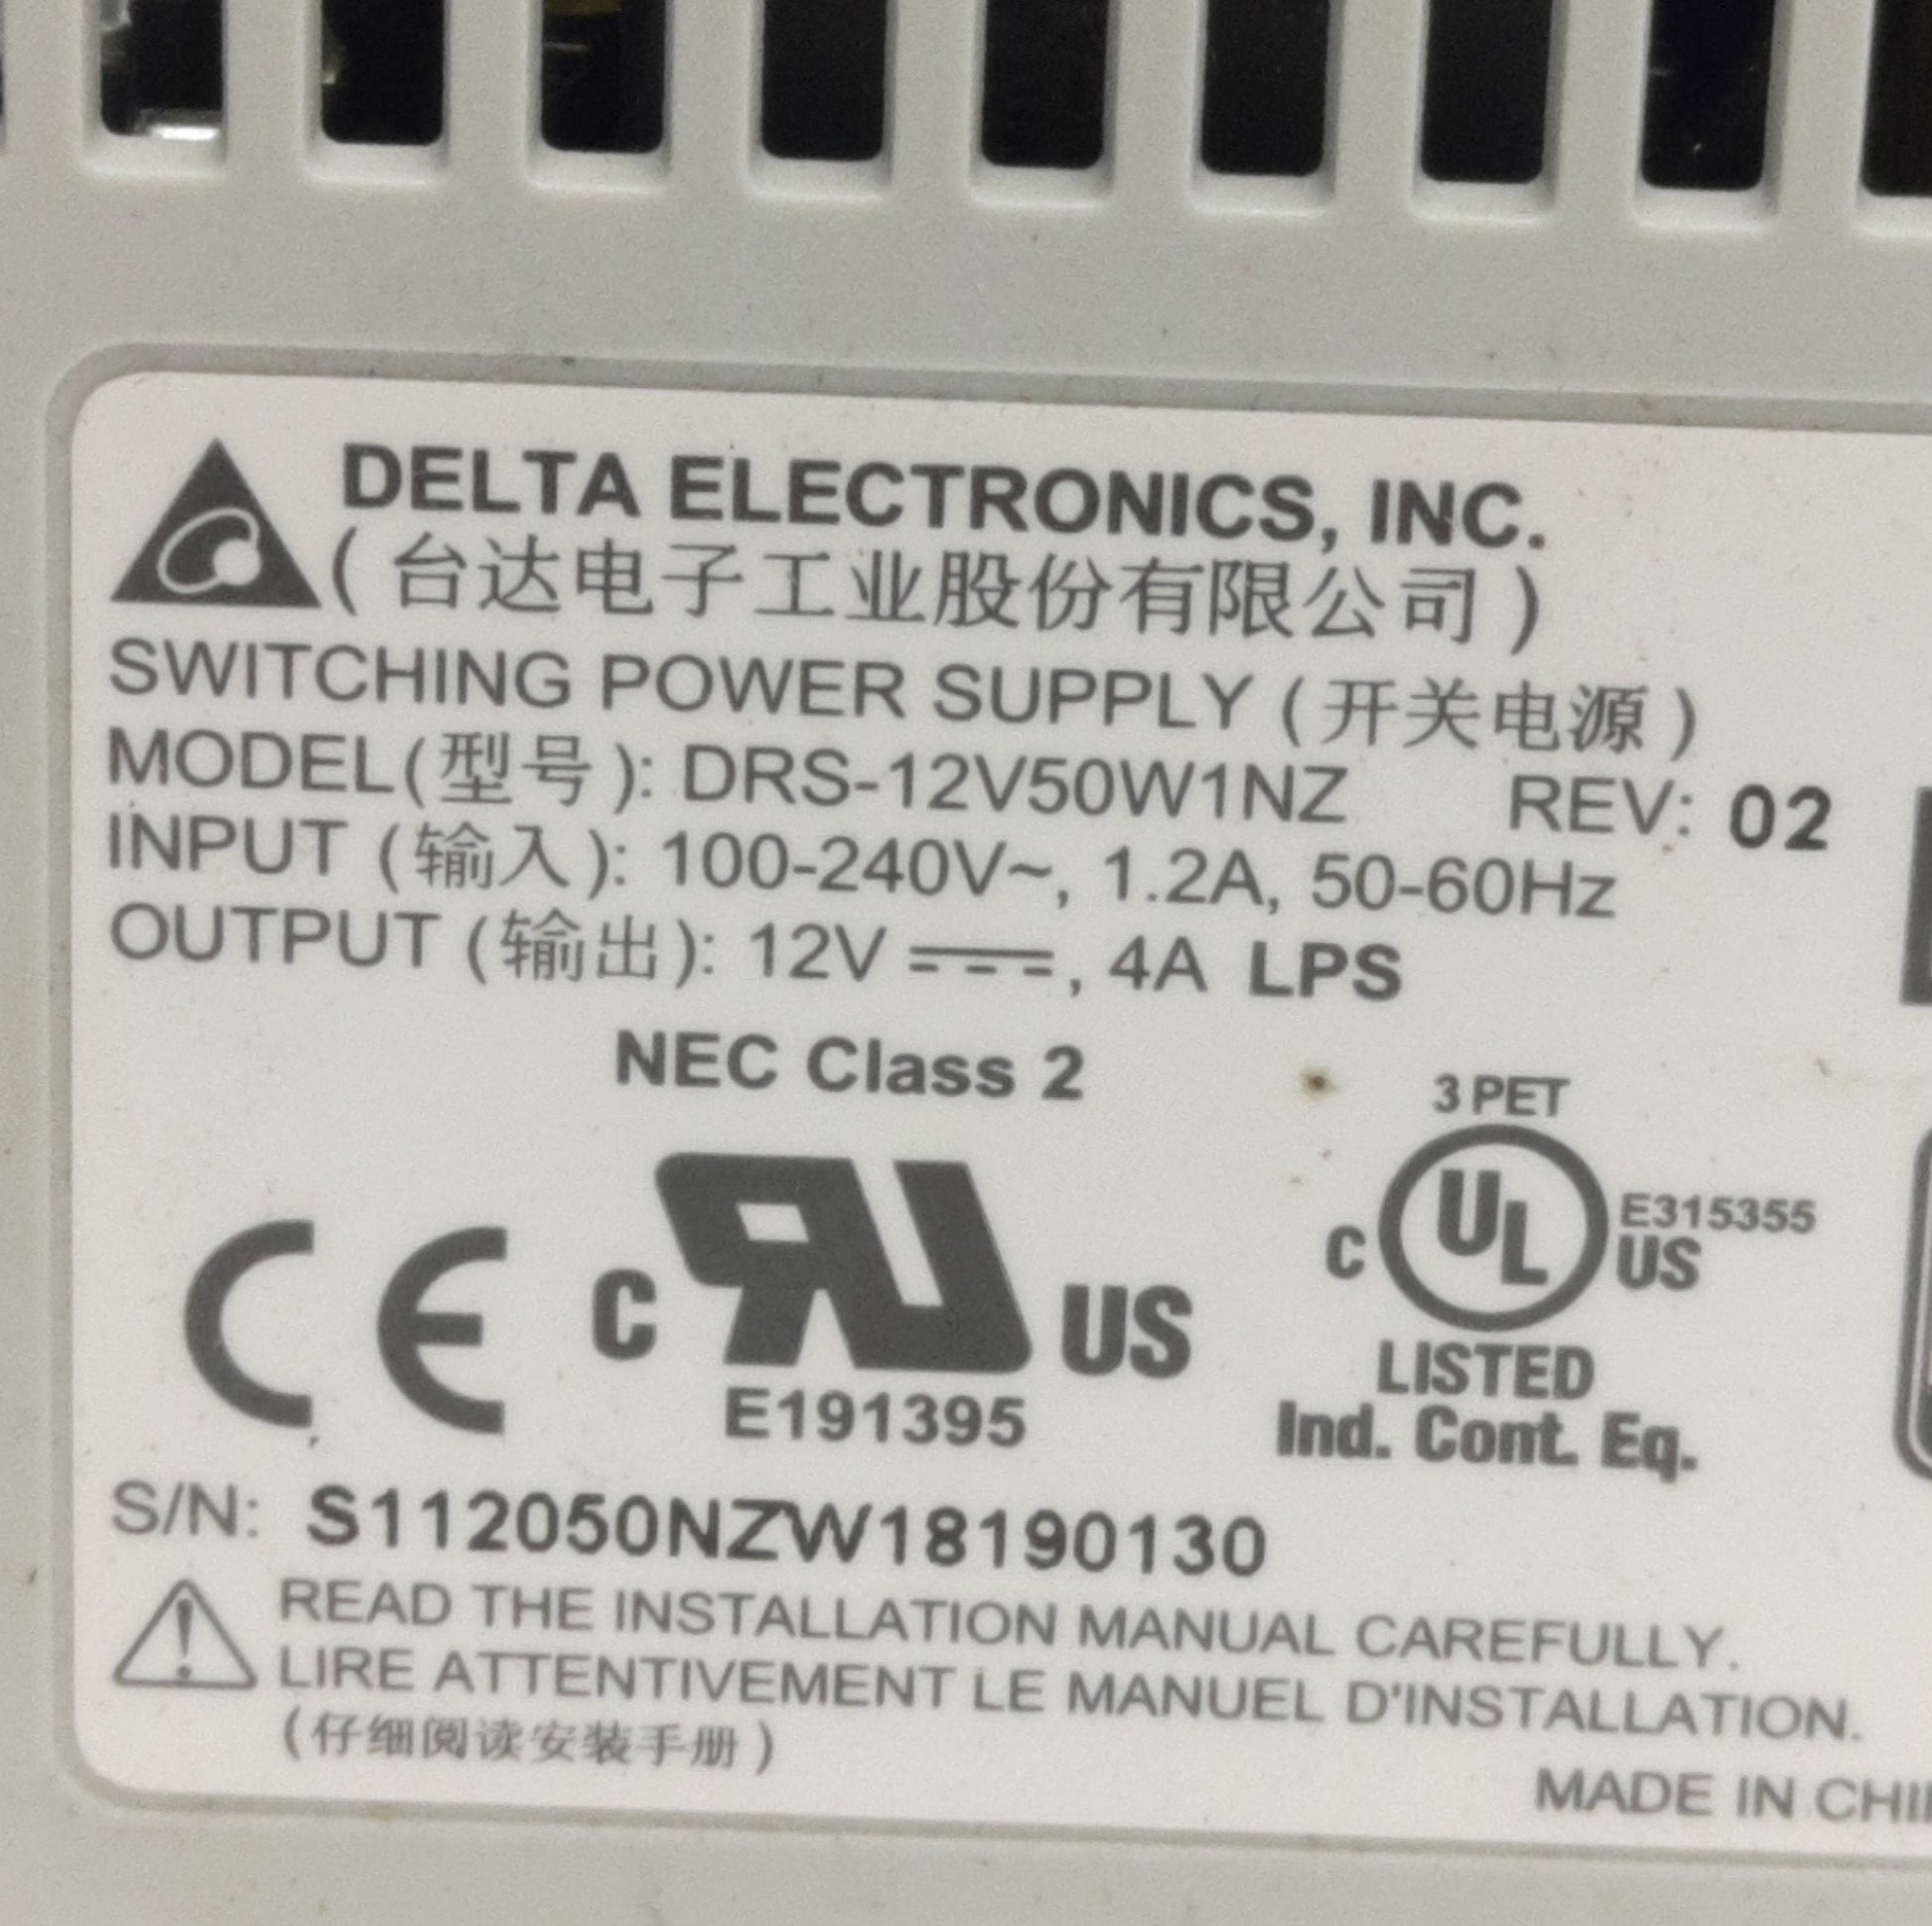 DELTA ELECTRONICS, INC.
(台达电子工业股份有限公司)
SWITCHING POWER SUPPLY (开关电源)
MODEL(型号): DRS-12V50W1NZ REV: 02
INPUT (输入): 100-240V~, 1.2A, 50-60Hz
OUTPUT (输出): 12V ⎓, 4A LPS
NEC Class 2
CE
C RU US
E191395
3 PET
C UL US
E315355
LISTED
Ind. Cont. Eq.
S/N: S112050NZW18190130
READ THE INSTALLATION MANUAL CAREFULLY.
LIRE ATTENTIVEMENT LE MANUEL D'INSTALLATION.
(仔细阅读安装手册)
MADE IN